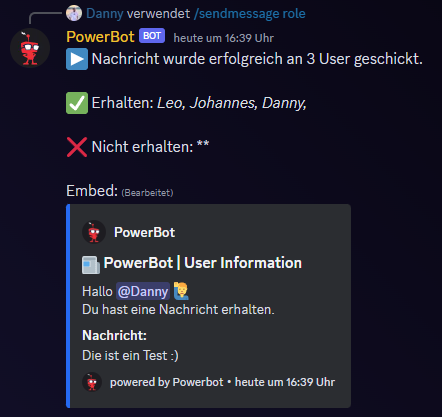 Danny verwendet /sendmessage role
PowerBot BOT heute um 16:39 Uhr
Nachricht wurde erfolgreich an 3 User geschickt.
Erhalten: Leo, Johannes, Danny,
Nicht erhalten: **
Embed: (Bearbeitet)
PowerBot
PowerBot | User Information
Hallo @Danny
Du hast eine Nachricht erhalten.
Nachricht:
Die ist ein Test :)
powered by Powerbot • heute um 16:39 Uhr